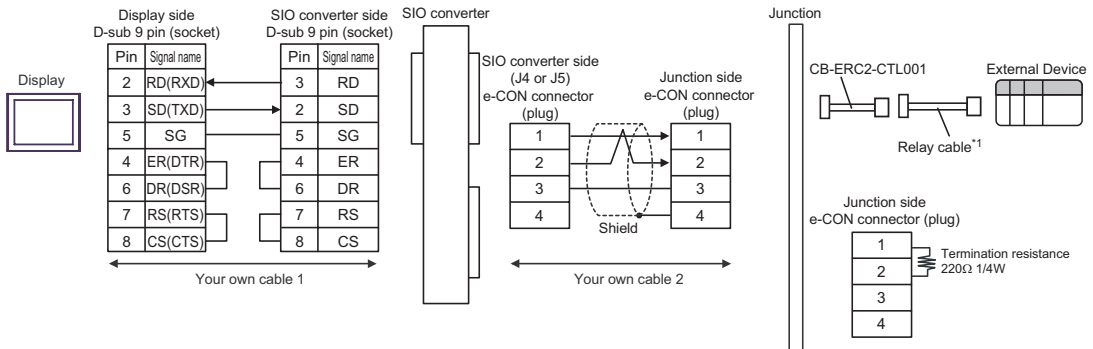 Display
Display side
D-sub 9 pin (socket)
Pin Signal name
2 RD(RXD)
3 SD(TXD)
5 SG
4 ER(DTR)
6 DR(DSR)
7 RS(RTS)
8 CS(CTS)
SIO converter side
D-sub 9 pin (socket)
Pin Signal name
3 RD
2 SD
5 SG
4 ER
6 DR
7 RS
8 CS
Your own cable 1
SIO converter
SIO converter side
(J4 or J5)
e-CON connector
(plug)
1
2
3
4
Shield
Junction side
e-CON connector
(plug)
1
2
3
4
Your own cable 2
Junction
CB-ERC2-CTL001
Relay cable*1
External Device
Junction side
e-CON connector (plug)
1
2
3
4
Termination resistance
220Ω 1/4W